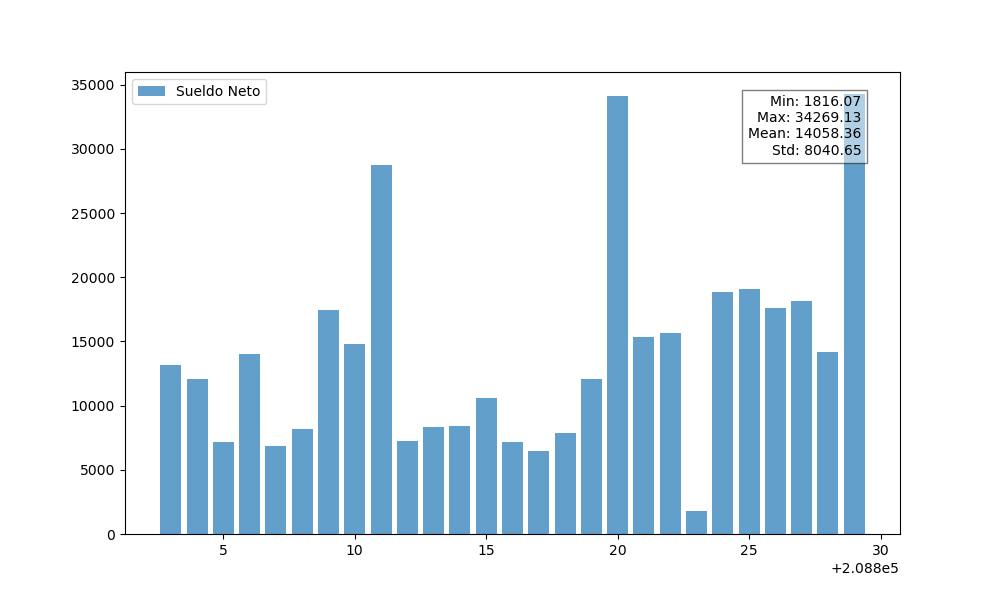 Sueldo Neto
Min: 1816.07
Max: 34269.13
Mean: 14058.36
Std: 8040.65
35000
30000
25000
20000
15000
10000
5000
0
5 10 15 20 25 30
+2.088e5